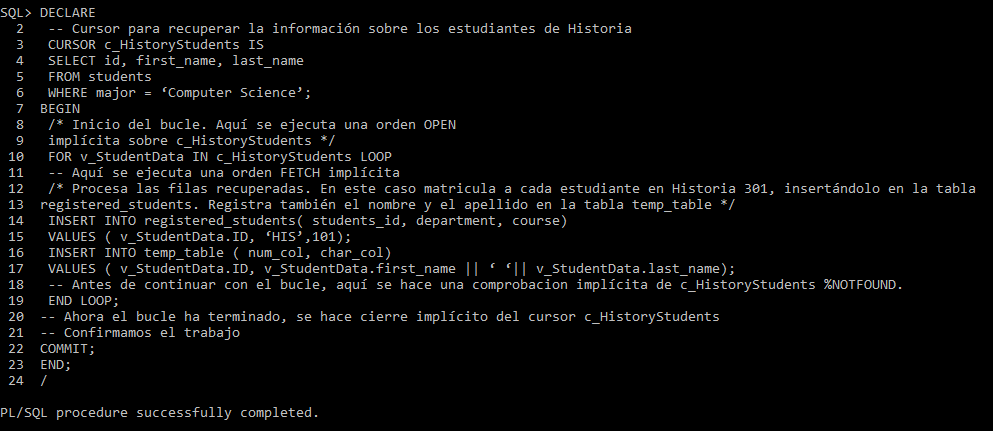 SQL> DECLARE
  2   -- Cursor para recuperar la información sobre los estudiantes de Historia
  3   CURSOR c_HistoryStudents IS
  4   SELECT id, first_name, last_name
  5   FROM students
  6   WHERE major = ‘Computer Science’;
  7  BEGIN
  8   /* Inicio del bucle. Aquí se ejecuta una orden OPEN
  9   implícita sobre c_HistoryStudents */
 10   FOR v_StudentData IN c_HistoryStudents LOOP
 11   -- Aquí se ejecuta una orden FETCH implícita
 12   /* Procesa las filas recuperadas. En este caso matricula a cada estudiante en Historia 301, insertándolo en la tabla
 13  registered_students. Registra también el nombre y el apellido en la tabla temp_table */
 14   INSERT INTO registered_students( students_id, department, course)
 15   VALUES ( v_StudentData.ID, ‘HIS’,101);
 16   INSERT INTO temp_table ( num_col, char_col)
 17   VALUES ( v_StudentData.ID, v_StudentData.first_name || ‘ ‘|| v_StudentData.last_name);
 18   -- Antes de continuar con el bucle, aquí se hace una comprobacion implícita de c_HistoryStudents %NOTFOUND.
 19   END LOOP;
 20  -- Ahora el bucle ha terminado, se hace cierre implícito del cursor c_HistoryStudents
 21  -- Confirmamos el trabajo
 22  COMMIT;
 23  END;
 24  /
PL/SQL procedure successfully completed.